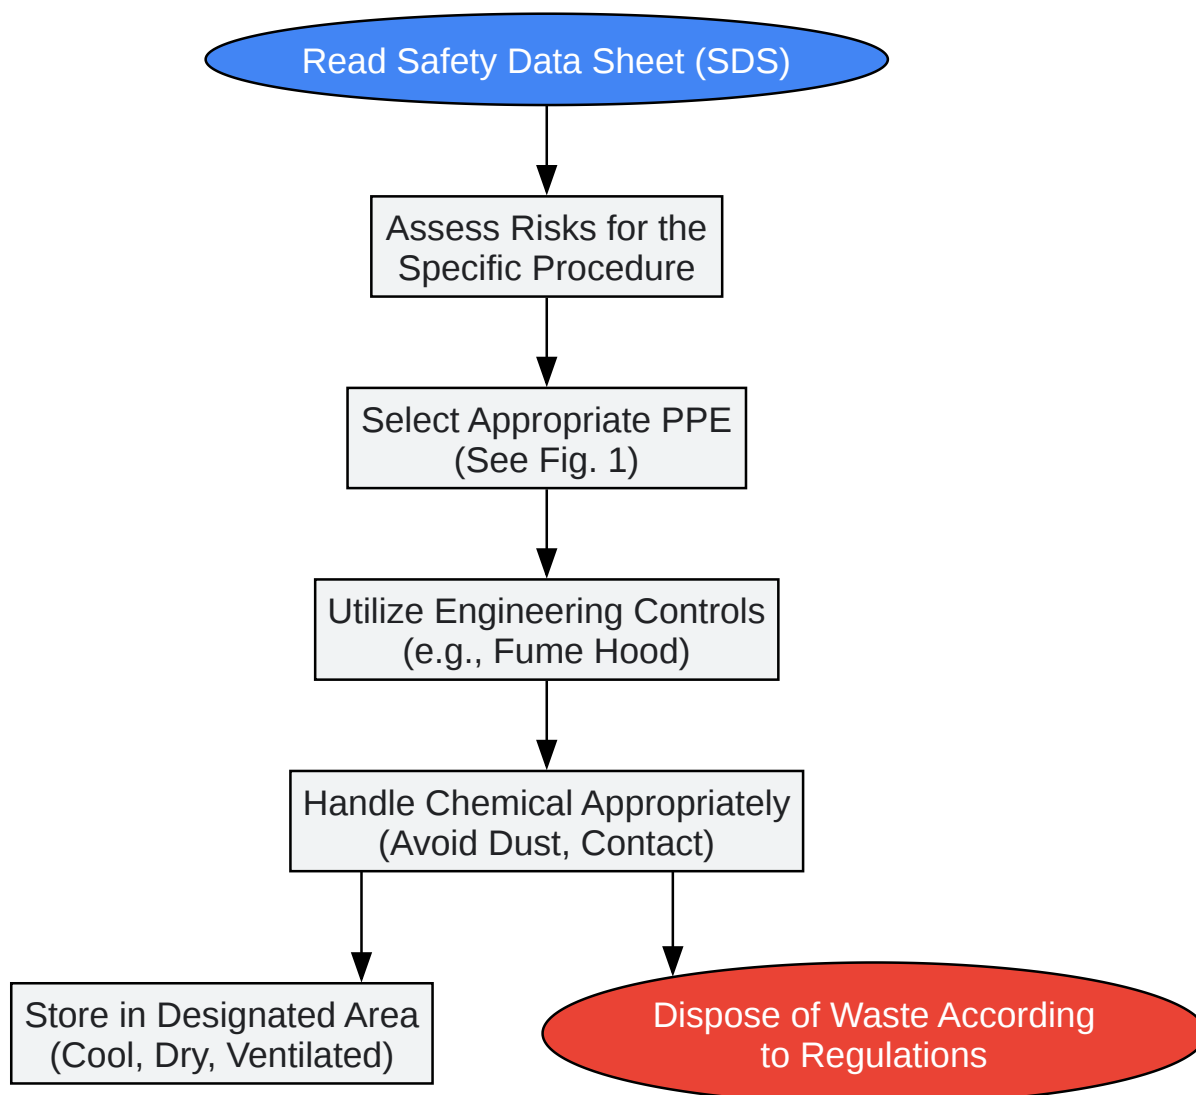 Read Safety Data Sheet (SDS)
Assess Risks for the
Specific Procedure
Select Appropriate PPE
(See Fig. 1)
Utilize Engineering Controls
(e.g., Fume Hood)
Handle Chemical Appropriately
(Avoid Dust, Contact)
Store in Designated Area
(Cool, Dry, Ventilated)
Dispose of Waste According
to Regulations